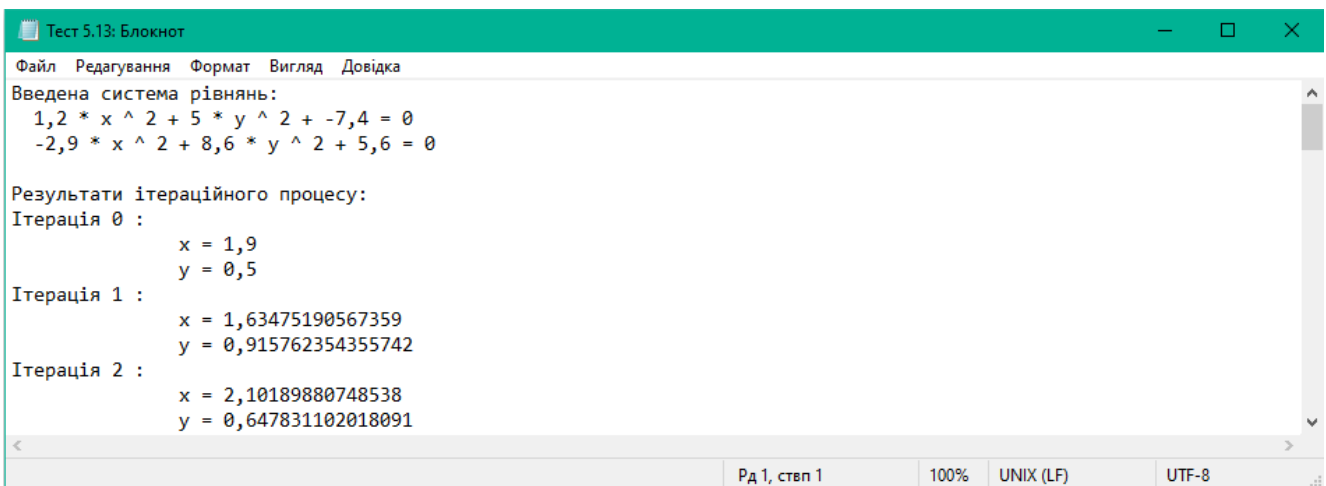 Тест 5.13: Блокнот
Файл Редагування Формат Вигляд Довідка
Введена система рівнянь:
1,2 * x ^ 2 + 5 * y ^ 2 + -7,4 = 0
-2,9 * x ^ 2 + 8,6 * y ^ 2 + 5,6 = 0
Результати ітераційного процесу:
Ітерація 0 :
x = 1,9
y = 0,5
Ітерація 1 :
x = 1,63475190567359
y = 0,915762354355742
Ітерація 2 :
x = 2,10189880748538
y = 0,647831102018091
Рд 1, ствп 1 100% UNIX (LF) UTF-8